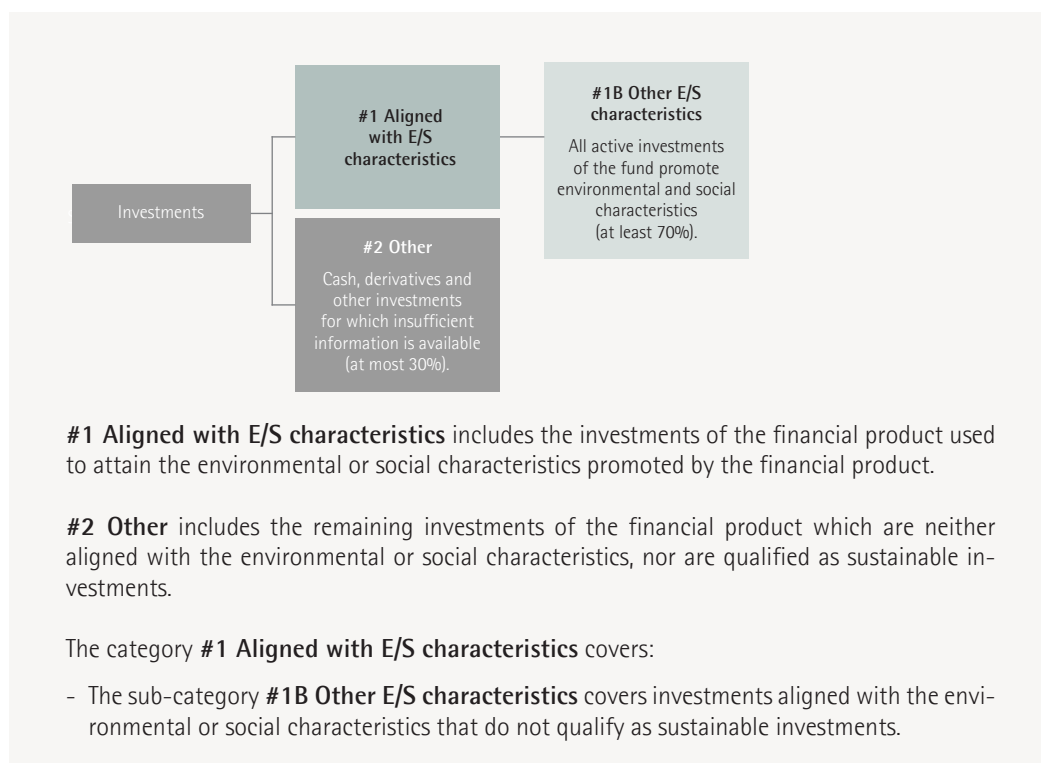 Investments
#1 Aligned
with E/S
characteristics
#1B Other E/S
characteristics
All active investments
of the fund promote
environmental and social
characteristics
(at least 70%).
#2 Other
Cash, derivatives and
other investments
for which insufficient
information is available
(at most 30%).
#1 Aligned with E/S characteristics includes the investments of the financial product used
to attain the environmental or social characteristics promoted by the financial product.
#2 Other includes the remaining investments of the financial product which are neither
aligned with the environmental or social characteristics, nor are qualified as sustainable in-
vestments.
The category #1 Aligned with E/S characteristics covers:
- The sub-category #1B Other E/S characteristics covers investments aligned with the envi-
ronmental or social characteristics that do not qualify as sustainable investments.